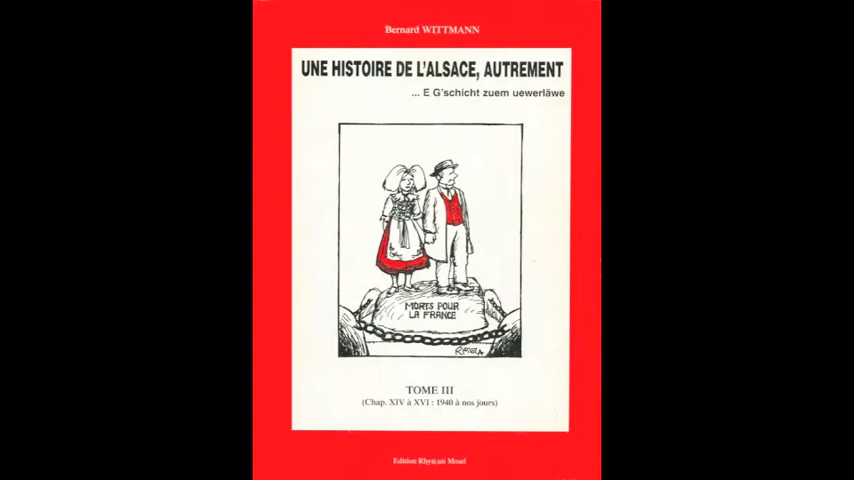 Bernard WITTMANN
UNE HISTOIRE DE L'ALSACE, AUTREMENT
... E G'schicht zuem uewerläwe
MORTS POUR
LA FRANCE
TOME III
(Chap. XIV à XVI : 1940 à nos jours)
Edition Rhyn un Mosel